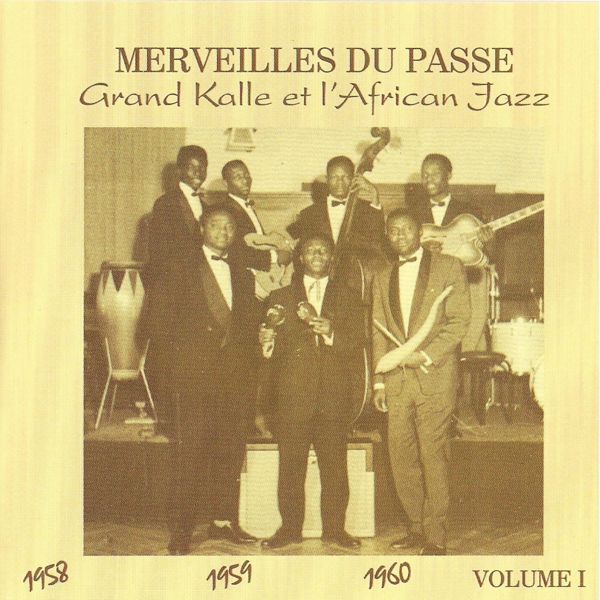 MERVEILLES DU PASSE
Grand Kalle et l'African Jazz
1958 1959 1960 VOLUME I